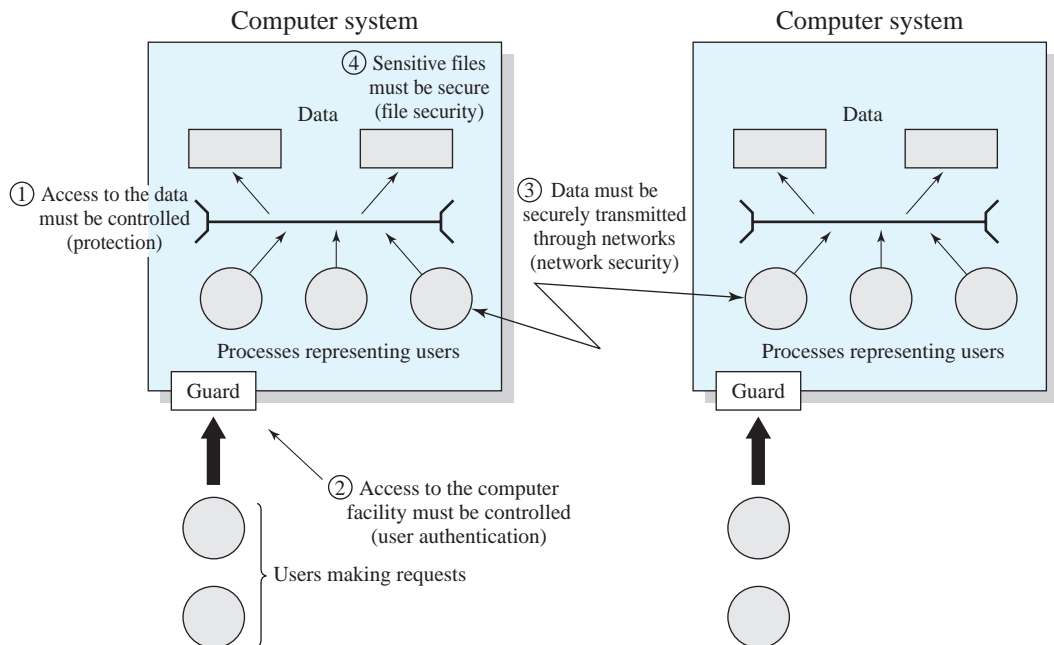 Computer system
④ Sensitive files
must be secure
(file security)
Data
① Access to the data
must be controlled
(protection)
Processes representing users
Guard
② Access to the computer
facility must be controlled
(user authentication)
Users making requests
③ Data must be
securely transmitted
through networks
(network security)
Computer system
Data
Processes representing users
Guard